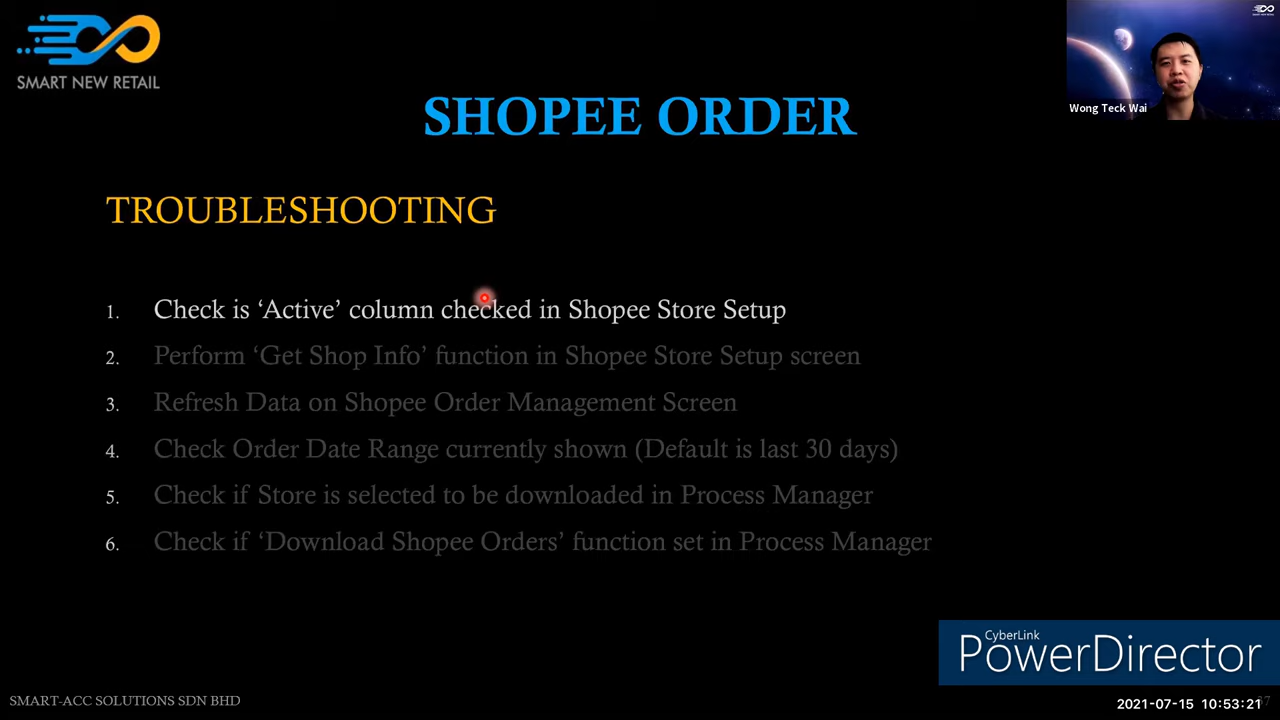 SMART NEW RETAIL
Wong Teck Wai
SHOPEE ORDER
TROUBLESHOOTING
1. Check is ‘Active’ column checked in Shopee Store Setup
2. Perform ‘Get Shop Info’ function in Shopee Store Setup screen
3. Refresh Data on Shopee Order Management Screen
4. Check Order Date Range currently shown (Default is last 30 days)
5. Check if Store is selected to be downloaded in Process Manager
6. Check if ‘Download Shopee Orders’ function set in Process Manager
CyberLink
PowerDirector
SMART-ACC SOLUTIONS SDN BHD
2021-07-15 10:53:21